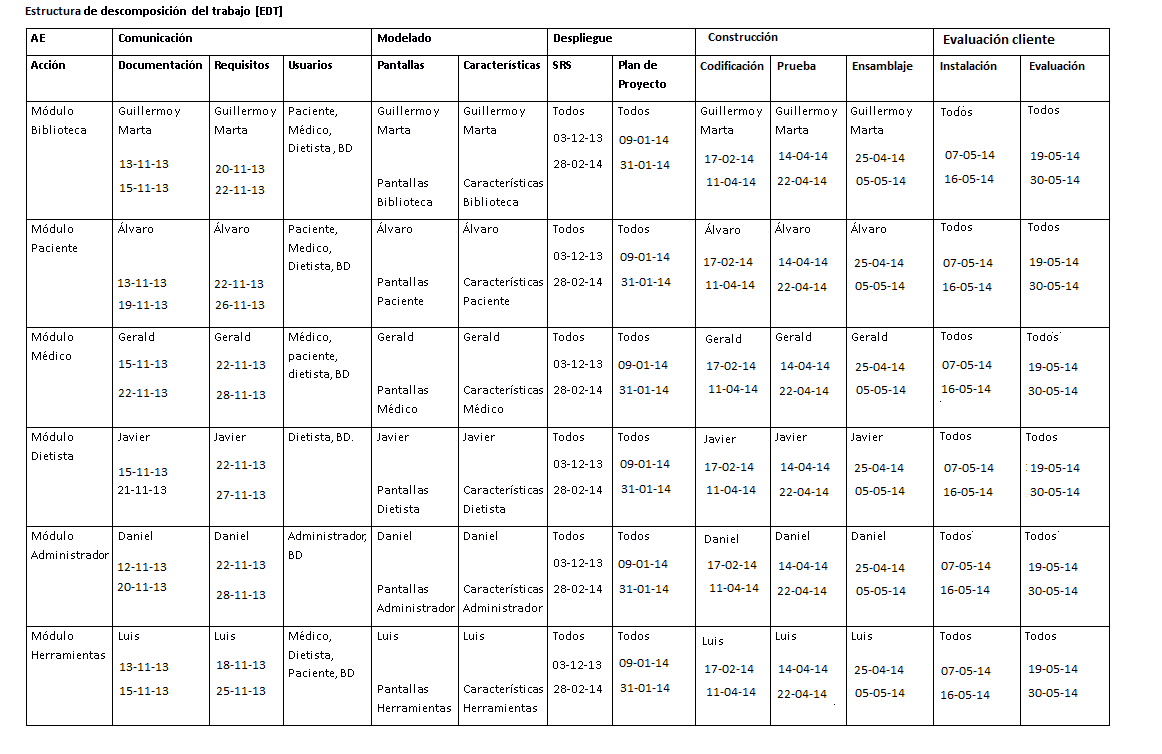 Estructura de descomposición del trabajo [EDT]
AE Comunicación Modelado Despliegue Construcción Evaluación cliente
Acción Documentación Requisitos Usuarios Pantallas Características SRS Plan de Proyecto Codificación Prueba Ensamblaje Instalación Evaluación
Módulo Guillermo y Guillermo y Paciente, Guillermo y Guillermo y Todos Todos Guillermo y Guillermo y Guillermo y Todos Todos
Biblioteca Marta Marta Médico, Marta Marta 03-12-13 09-01-14 Marta Marta Marta
Dietista , BD
13-11-13 20-11-13 28-02-14 31-01-14 17-02-14 14-04-14 25-04-14 07-05-14 19-05-14
15-11-13 22-11-13 Pantallas Características 11-04-14 22-04-14 05-05-14 16-05-14 30-05-14
Biblioteca Biblioteca
Módulo Álvaro Álvaro Paciente, Álvaro Álvaro Todos Todos Álvaro Álvaro Álvaro Todos Todos
Paciente Medico, 03-12-13 09-01-14 17-02-14 14-04-14 25-04-14 07-05-14 19-05-14
Dietista, BD
13-11-13 22-11-13 Pantallas Características 28-02-14 31-01-14 11-04-14 22-04-14 05-05-14 16-05-14 30-05-14
19-11-13 26-11-13 Paciente Paciente
Módulo Gerald Gerald Médico, Gerald Gerald Todos Todos Gerald Gerald Gerald Todos Todos
Médico paciente,
15-11-13 22-11-13 dietista, BD 03-12-13 09-01-14 17-02-14 14-04-14 25-04-14 07-05-14 19-05-14
22-11-13 28-11-13 Pantallas Características 28-02-14 31-01-14 11-04-14 22-04-14 05-05-14 16-05-14 30-05-14
Médico Médico
Módulo Javier Javier Dietista, BD. Javier Javier Todos Todos Javier Javier Javier Todos Todos
Dietista
15-11-13 22-11-13 03-12-13 09-01-14 17-02-14 14-04-14 25-04-14 07-05-14 19-05-14
21-11-13 27-11-13 Pantallas Características 28-02-14 31-01-14 11-04-14 22-04-14 05-05-14 16-05-14 30-05-14
Dietista Dietista
Módulo Daniel Daniel Administrador, Daniel Daniel Todos Todos Daniel Daniel Daniel Todos Todos
Administrador BD
12-11-13 22-11-13 03-12-13 09-01-14 17-02-14 14-04-14 25-04-14 07-05-14 19-05-14
20-11-13 28-11-13 Pantallas Características 28-02-14 31-01-14 11-04-14 22-04-14 05-05-14 16-05-14 30-05-14
Administrador Administrador
Módulo Luis Luis Médico, Luis Luis Todos Todos Luis Luis Luis Todos Todos
Herramientas Dietista,
13-11-13 18-11-13 Paciente, BD 03-12-13 09-01-14 17-02-14 14-04-14 25-04-14 07-05-14 19-05-14
15-11-13 25-11-13 Pantallas Características 28-02-14 31-01-14 11-04-14 22-04-14 05-05-14 16-05-14 30-05-14
Herramientas Herramientas